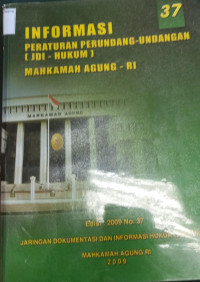 37
INFORMASI
PERATURAN PERUNDANG-UNDANGAN
( JDI - HUKUM )
MAHKAMAH AGUNG - RI
MAHKAMAH AGUNG
Edisi - 2009 No. 37
JARINGAN DOKUMENTASI DAN INFORMASI HUKUM
MAHKAMAH AGUNG RI
- 2009 -